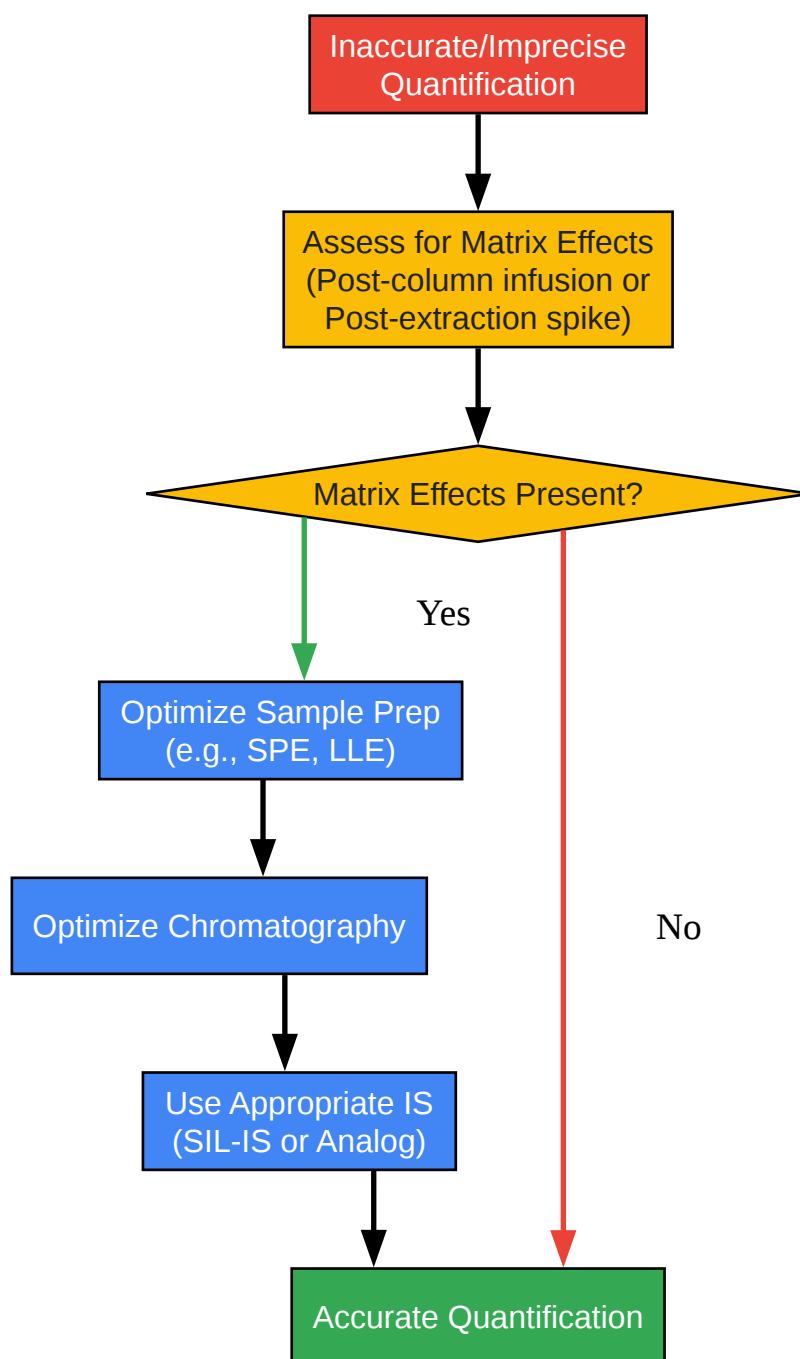 Inaccurate/Imprecise
Quantification
Assess for Matrix Effects
(Post-column infusion or
Post-extraction spike)
Matrix Effects Present?
Yes
Optimize Sample Prep
(e.g., SPE, LLE)
Optimize Chromatography
No
Use Appropriate IS
(SIL-IS or Analog)
Accurate Quantification